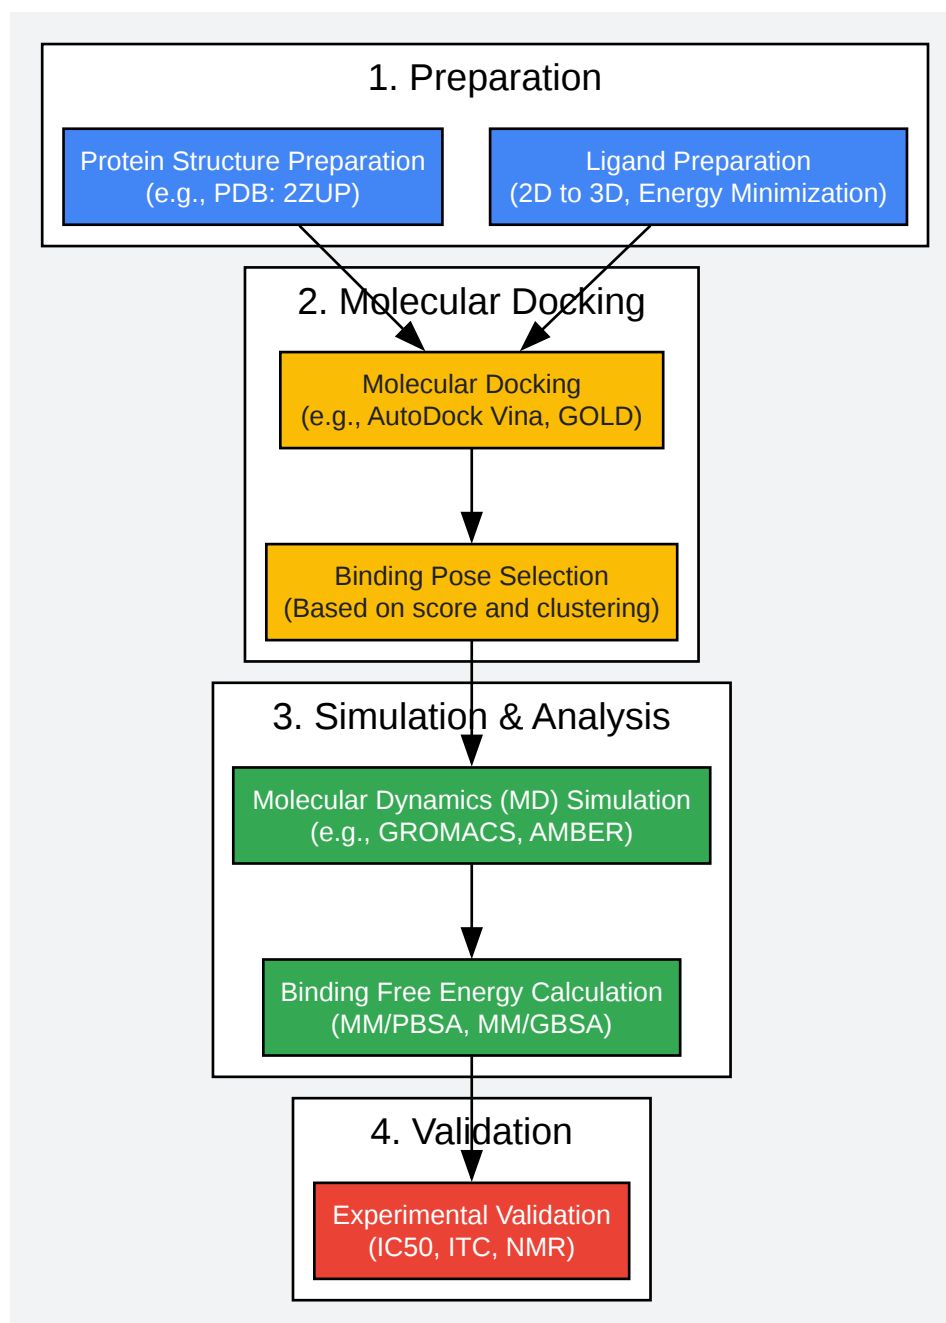 1. Preparation
Protein Structure Preparation
(e.g., PDB: 2ZUP)
Ligand Preparation
(2D to 3D, Energy Minimization)
2. Molecular Docking
Molecular Docking
(e.g., AutoDock Vina, GOLD)
Binding Pose Selection
(Based on score and clustering)
3. Simulation & Analysis
Molecular Dynamics (MD) Simulation
(e.g., GROMACS, AMBER)
Binding Free Energy Calculation
(MM/PBSA, MM/GBSA)
4. Validation
Experimental Validation
(IC50, ITC, NMR)